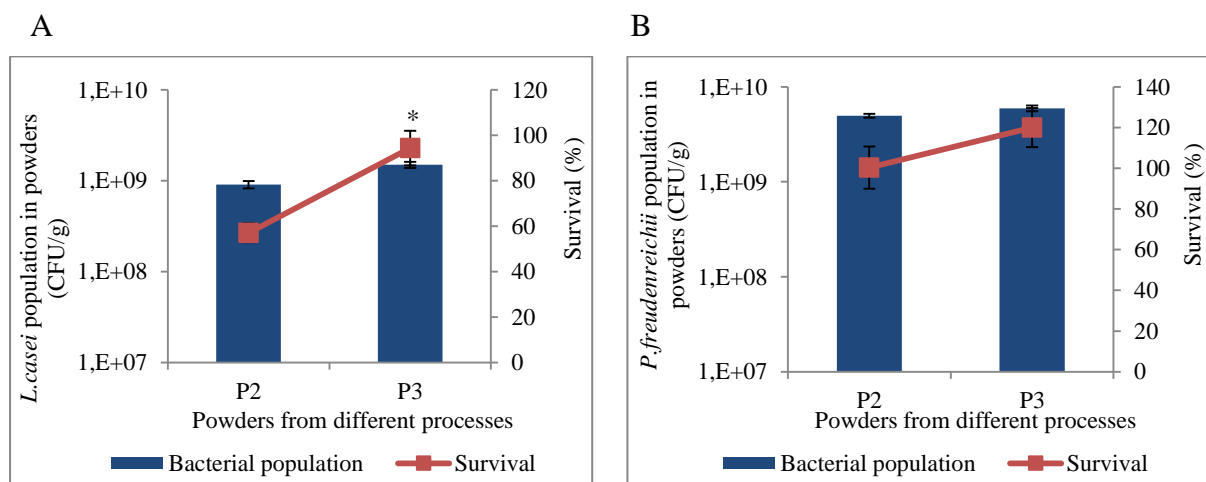 A
L.casei population in powders
(CFU/g)
1,E+10
1,E+09
1,E+08
1,E+07
120
100
80
60
40
20
0
Survival (%)
*
P2
P3
Powders from different processes
Bacterial population
Survival
B
P.freudenreichii population in
powders (CFU/g)
1,E+10
1,E+09
1,E+08
1,E+07
140
120
100
80
60
40
20
0
Survival (%)
P2
P3
Powders from different processes
Bacterial population
Survival